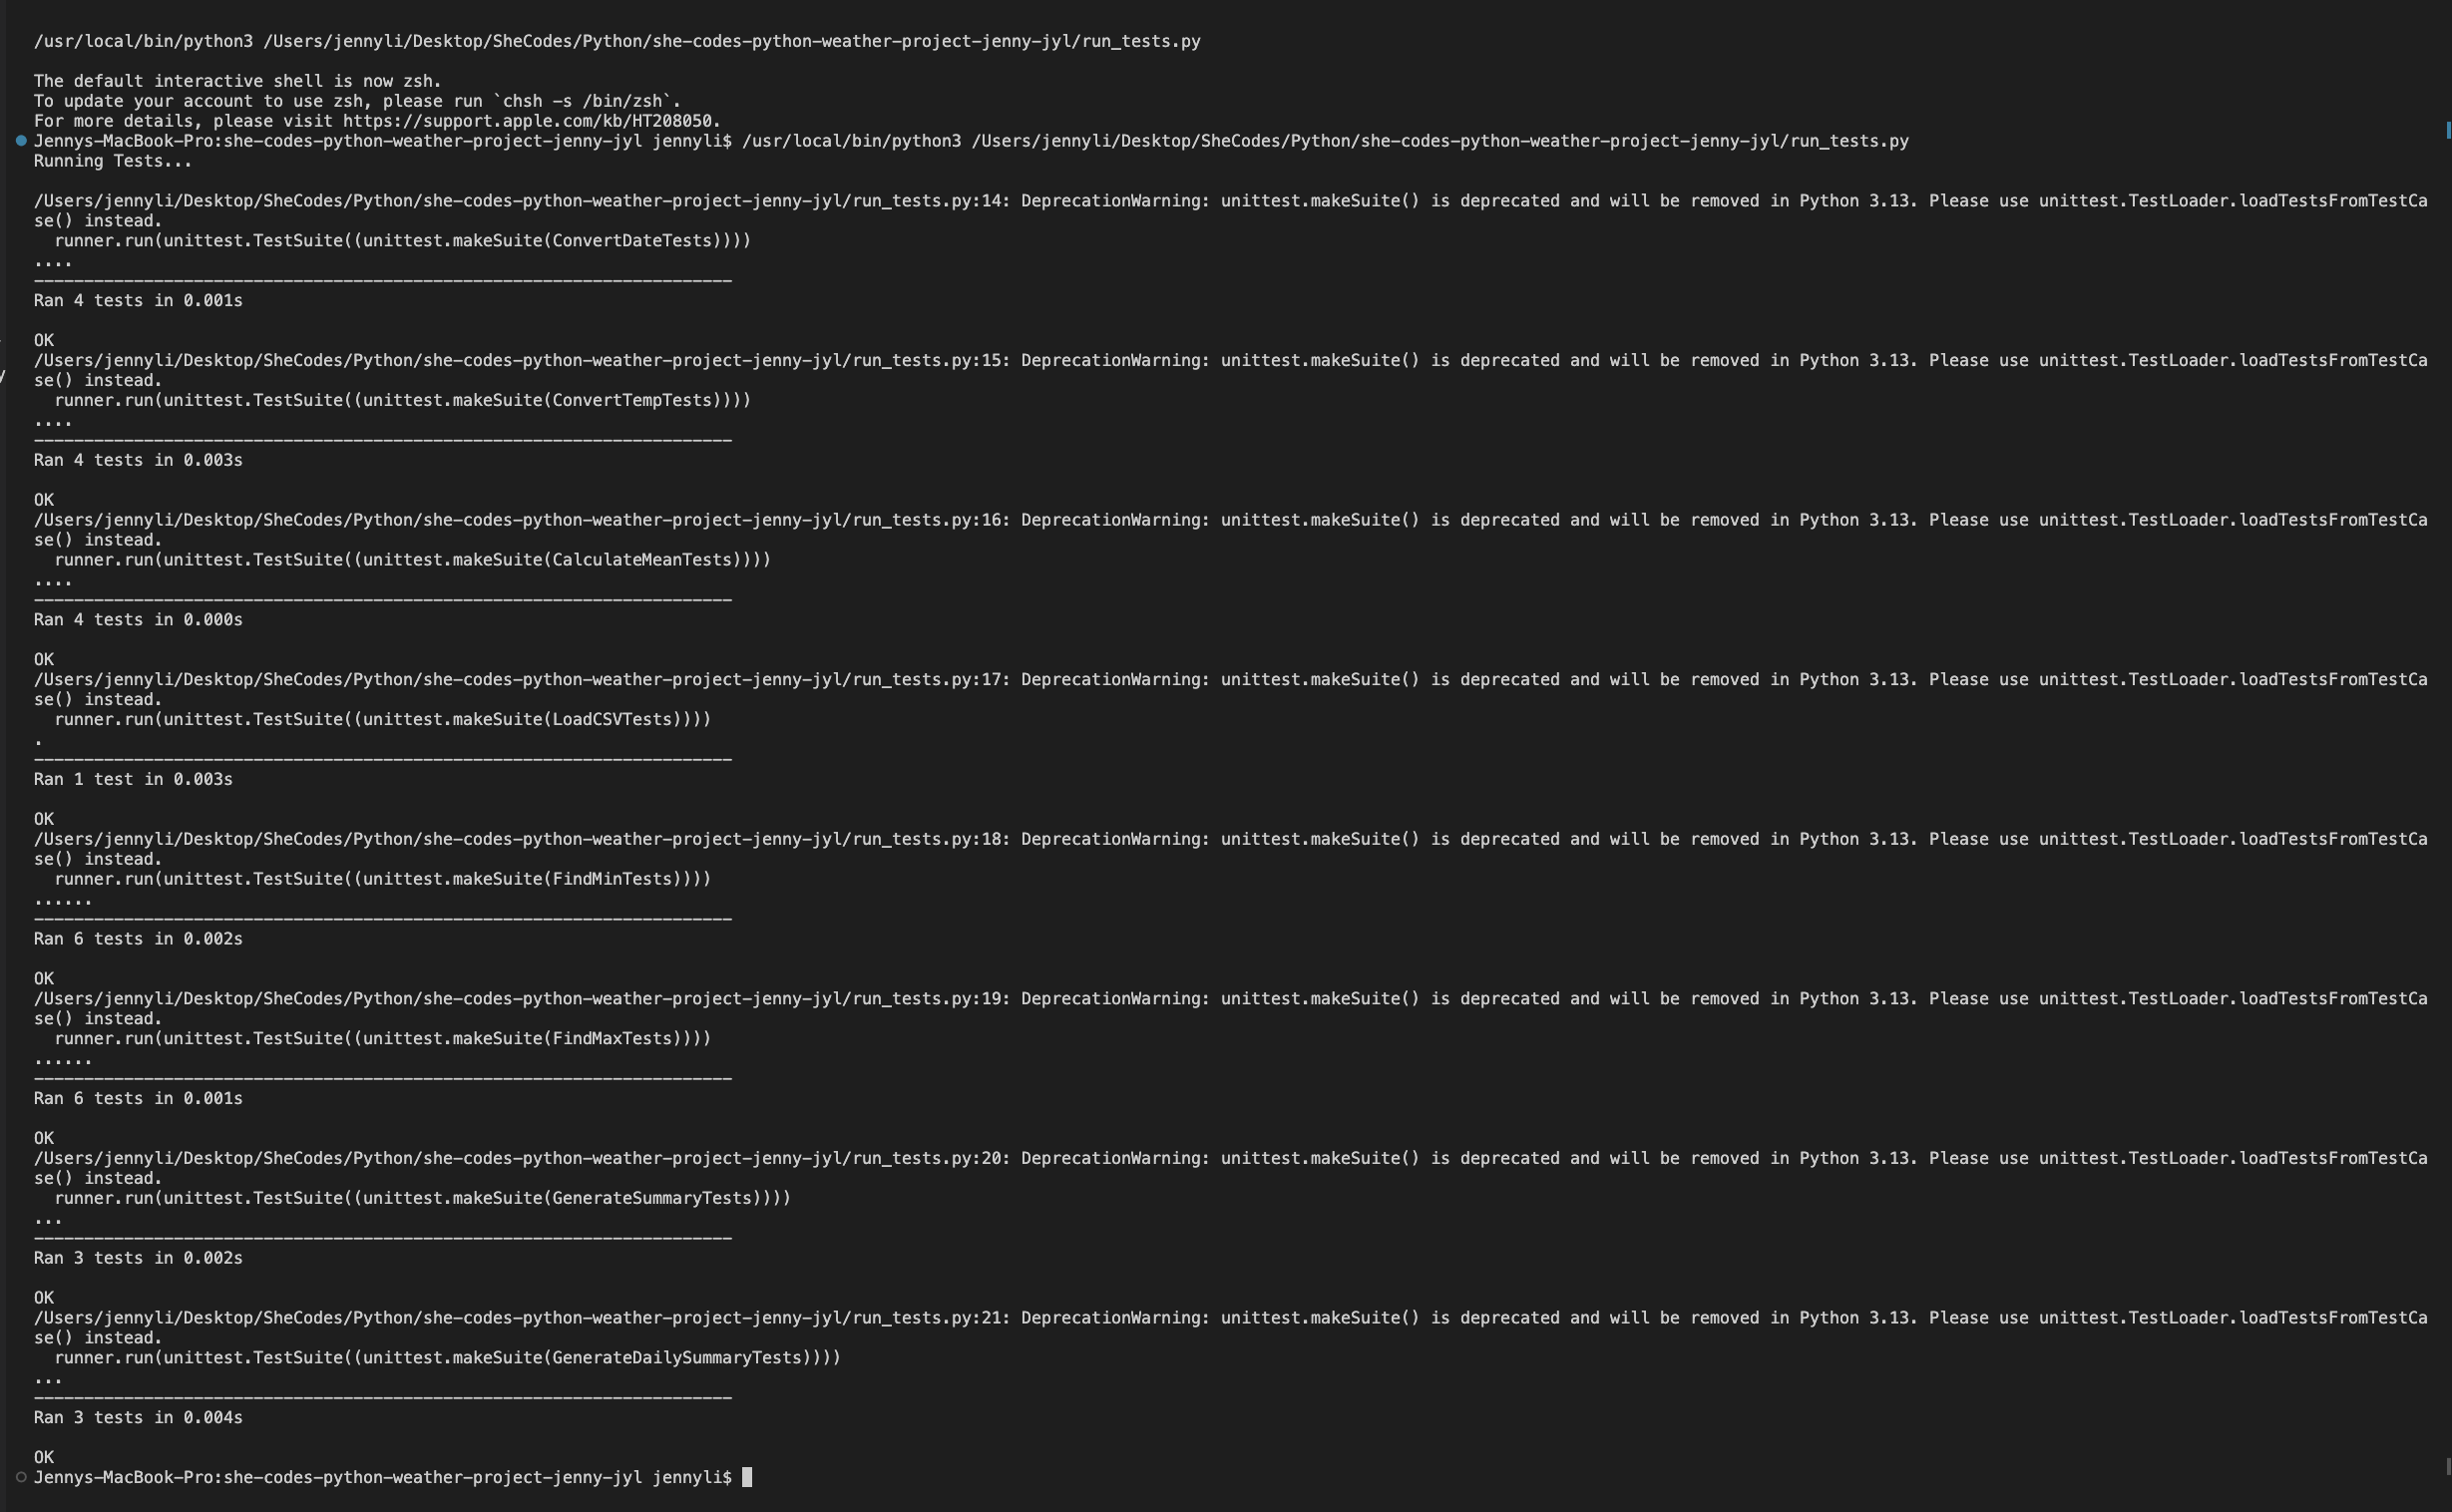 /usr/local/bin/python3 /Users/jennyli/Desktop/SheCodes/Python/she-codes-python-weather-project-jenny-jyl/run_tests.py
The default interactive shell is now zsh.
To update your account to use zsh, please run `chsh -s /bin/zsh`.
For more details, please visit https://support.apple.com/kb/HT208050.
Jennys-MacBook-Pro:she-codes-python-weather-project-jenny-jyl jennyli$ /usr/local/bin/python3 /Users/jennyli/Desktop/SheCodes/Python/she-codes-python-weather-project-jenny-jyl/run_tests.py
Running Tests...
/Users/jennyli/Desktop/SheCodes/Python/she-codes-python-weather-project-jenny-jyl/run_tests.py:14: DeprecationWarning: unittest.makeSuite() is deprecated and will be removed in Python 3.13. Please use unittest.TestLoader.loadTestsFromTestCa
se() instead.
  runner.run(unittest.TestSuite((unittest.makeSuite(ConvertDateTests))))
....
----------------------------------------------------------------------
Ran 4 tests in 0.001s
OK
/Users/jennyli/Desktop/SheCodes/Python/she-codes-python-weather-project-jenny-jyl/run_tests.py:15: DeprecationWarning: unittest.makeSuite() is deprecated and will be removed in Python 3.13. Please use unittest.TestLoader.loadTestsFromTestCa
se() instead.
  runner.run(unittest.TestSuite((unittest.makeSuite(ConvertTempTests))))
....
----------------------------------------------------------------------
Ran 4 tests in 0.003s
OK
/Users/jennyli/Desktop/SheCodes/Python/she-codes-python-weather-project-jenny-jyl/run_tests.py:16: DeprecationWarning: unittest.makeSuite() is deprecated and will be removed in Python 3.13. Please use unittest.TestLoader.loadTestsFromTestCa
se() instead.
  runner.run(unittest.TestSuite((unittest.makeSuite(CalculateMeanTests))))
....
----------------------------------------------------------------------
Ran 4 tests in 0.000s
OK
/Users/jennyli/Desktop/SheCodes/Python/she-codes-python-weather-project-jenny-jyl/run_tests.py:17: DeprecationWarning: unittest.makeSuite() is deprecated and will be removed in Python 3.13. Please use unittest.TestLoader.loadTestsFromTestCa
se() instead.
  runner.run(unittest.TestSuite((unittest.makeSuite(LoadCSVTests))))
.
----------------------------------------------------------------------
Ran 1 test in 0.003s
OK
/Users/jennyli/Desktop/SheCodes/Python/she-codes-python-weather-project-jenny-jyl/run_tests.py:18: DeprecationWarning: unittest.makeSuite() is deprecated and will be removed in Python 3.13. Please use unittest.TestLoader.loadTestsFromTestCa
se() instead.
  runner.run(unittest.TestSuite((unittest.makeSuite(FindMinTests))))
......
----------------------------------------------------------------------
Ran 6 tests in 0.002s
OK
/Users/jennyli/Desktop/SheCodes/Python/she-codes-python-weather-project-jenny-jyl/run_tests.py:19: DeprecationWarning: unittest.makeSuite() is deprecated and will be removed in Python 3.13. Please use unittest.TestLoader.loadTestsFromTestCa
se() instead.
  runner.run(unittest.TestSuite((unittest.makeSuite(FindMaxTests))))
......
----------------------------------------------------------------------
Ran 6 tests in 0.001s
OK
/Users/jennyli/Desktop/SheCodes/Python/she-codes-python-weather-project-jenny-jyl/run_tests.py:20: DeprecationWarning: unittest.makeSuite() is deprecated and will be removed in Python 3.13. Please use unittest.TestLoader.loadTestsFromTestCa
se() instead.
  runner.run(unittest.TestSuite((unittest.makeSuite(GenerateSummaryTests))))
...
----------------------------------------------------------------------
Ran 3 tests in 0.002s
OK
/Users/jennyli/Desktop/SheCodes/Python/she-codes-python-weather-project-jenny-jyl/run_tests.py:21: DeprecationWarning: unittest.makeSuite() is deprecated and will be removed in Python 3.13. Please use unittest.TestLoader.loadTestsFromTestCa
se() instead.
  runner.run(unittest.TestSuite((unittest.makeSuite(GenerateDailySummaryTests))))
...
----------------------------------------------------------------------
Ran 3 tests in 0.004s
OK
Jennys-MacBook-Pro:she-codes-python-weather-project-jenny-jyl jennyli$